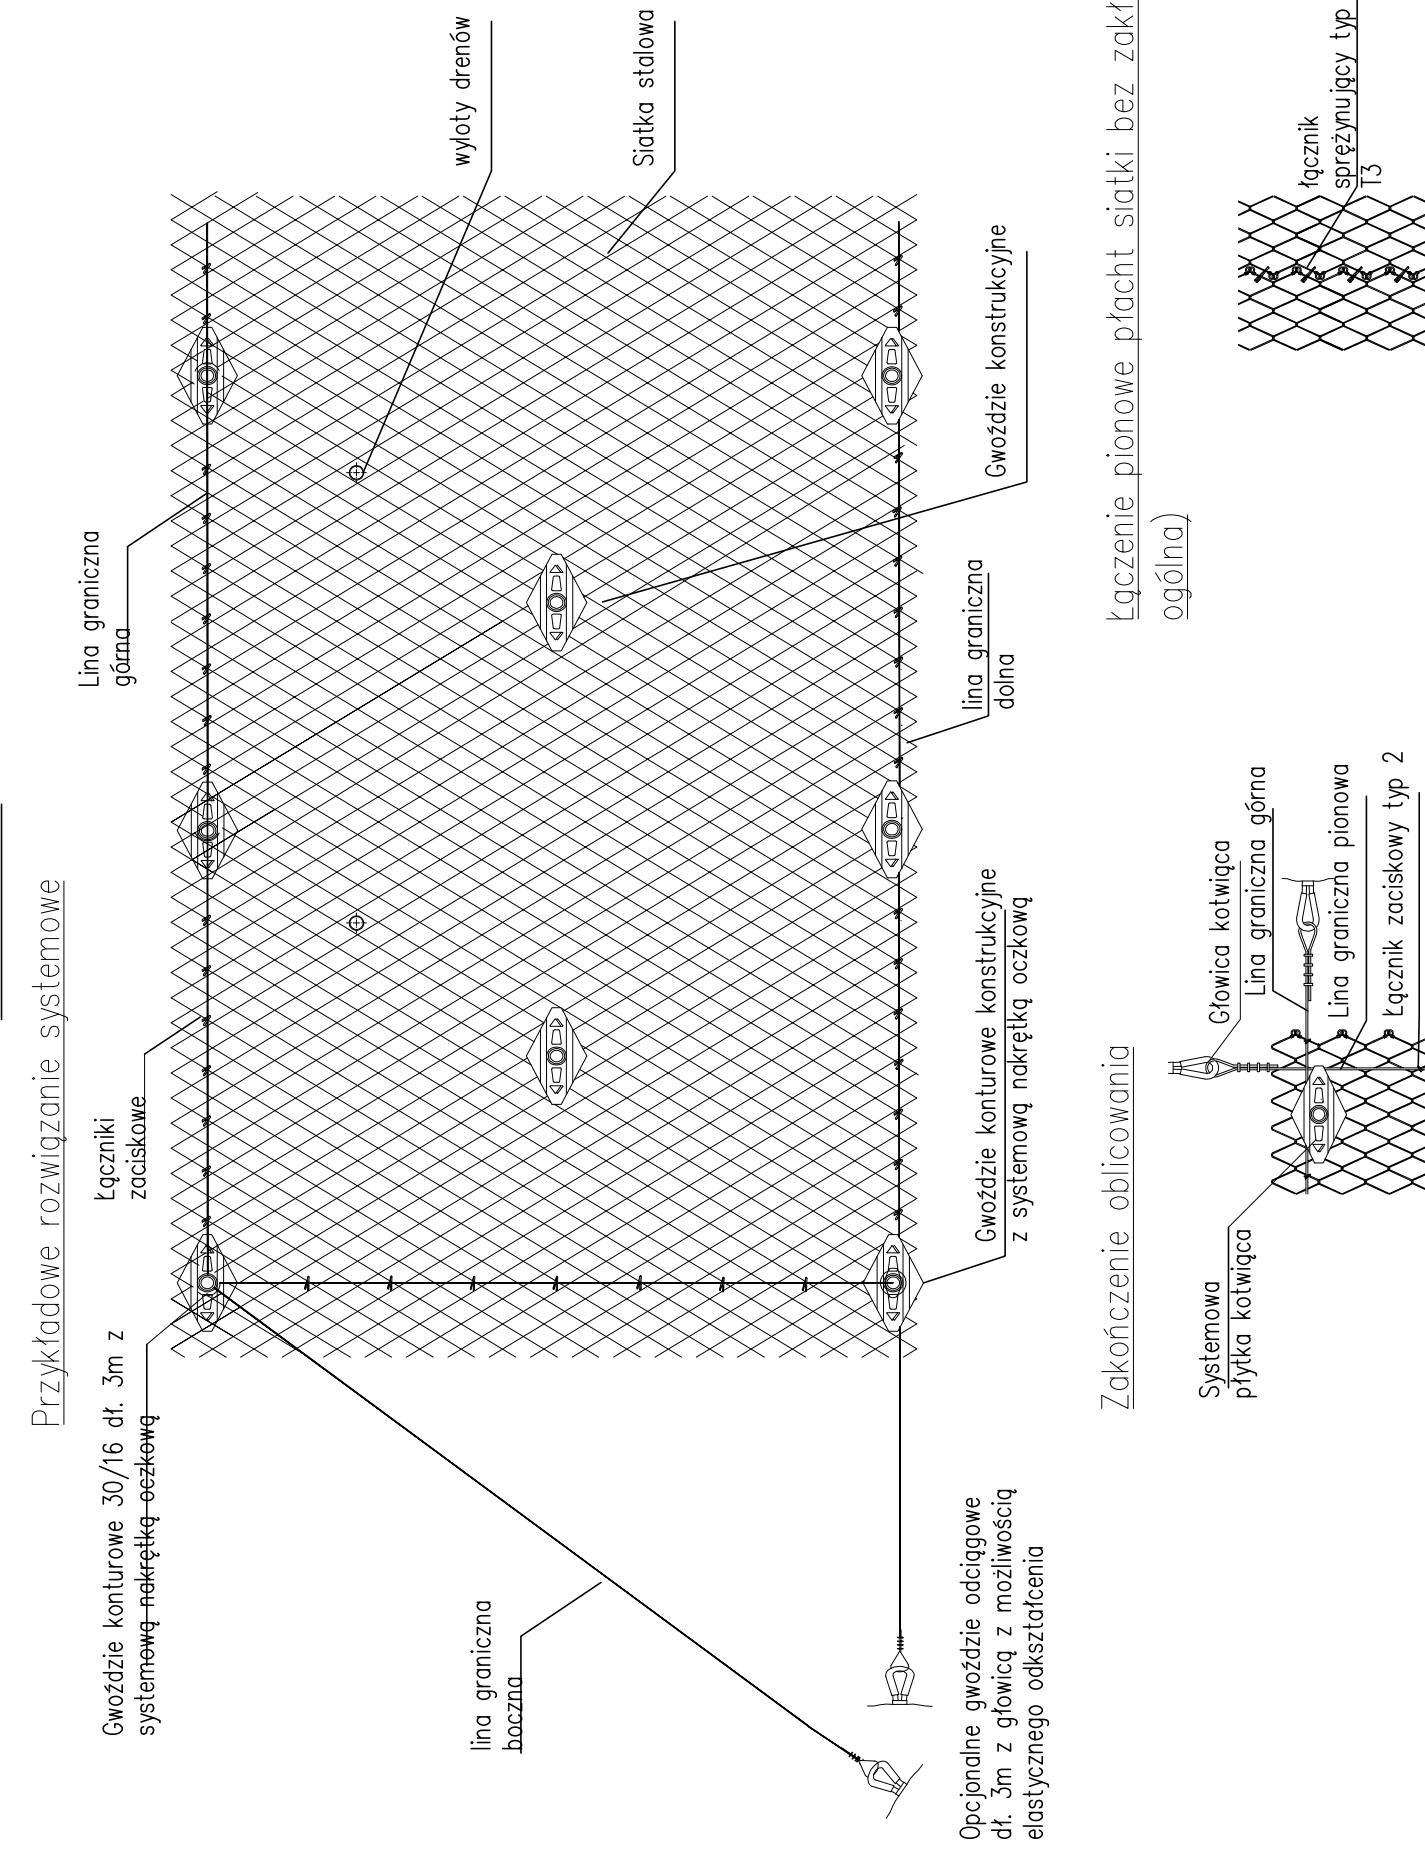 Przykładowe rozwiązanie systemowe
Gwoździe konturowe 30/16 dł. 3m z
systemową nakrętką oczkową
Łączniki
zaciskowe
Lina graniczna
górna
wyloty drenów
Siatka stalowa
lina graniczna
boczna
Opcjonalne gwoździe odciągowe
dł. 3m z głowicą z możliwością
elastycznego odkształcenia
Gwoździe konturowe konstrukcyjne
z systemową nakrętką oczkową
lina graniczna
dolna
Gwoździe konstrukcyjne
Zakończenie oblicowania
Systemowa
płytka kotwiąca
Głowica kotwiąca
Lina graniczna górna
Lina graniczna pionowa
Łącznik zaciskowy typ 2
Łączenie pionowe płacht siatki bez
ogólna)
łącznik
sprężynujący typ
T3